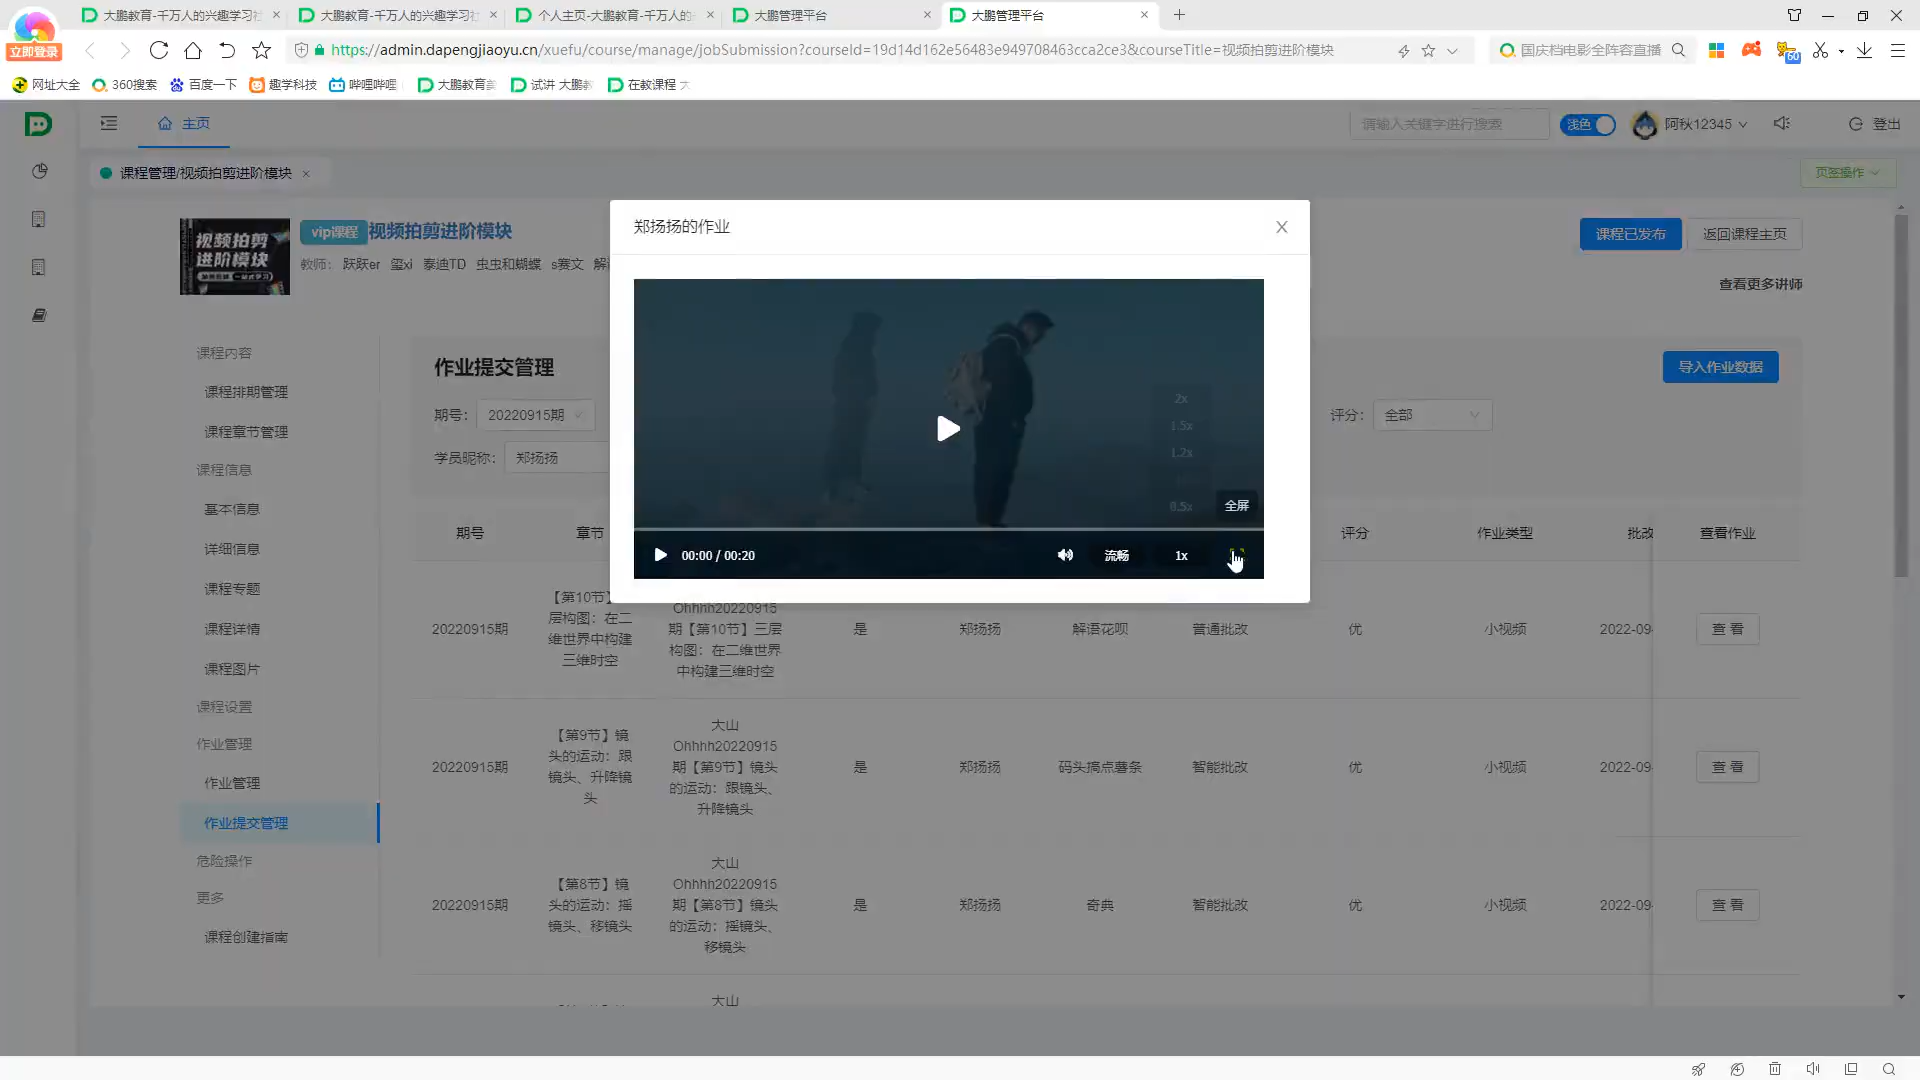 大鹏教育-千万人的兴趣学习社
大鹏教育-千万人的兴趣学习社
个人主页-大鹏教育-千万人的
大鹏管理平台
大鹏管理平台
立即登录
https://admin.dapengjiaoyu.cn/xuefu/course/manage/jobSubmission?courseId=19d14d162e56483e949708463cca2ce3&courseTitle=视频拍剪进阶模块
国庆档电影全阵容直播
60
网址大全
360搜索
百度一下
趣学科技
哔哩哔哩
大鹏教育
试讲 大鹏
在教课程
主页
请输入关键字进行搜索
浅色
阿秋12345
登出
课程管理/视频拍剪进阶模块
页签操作
视频拍剪
进阶模块
vip课程
视频拍剪进阶模块
教师: 跃跃er 玺xi 泰迪TD 虫虫和蝴蝶 s赛文
课程已发布
返回课程主页
查看更多讲师
郑扬扬的作业
2x
1.5x
1.2x
0.5x
全屏
00:00 / 00:20
流畅
1x
课程内容
课程排期管理
课程章节管理
课程信息
基本信息
详细信息
课程专题
课程详情
课程图片
课程设置
作业管理
作业管理
作业提交管理
危险操作
更多
课程创建指南
作业提交管理
导入作业数据
期号:
20220915期
评分:
全部
学员昵称:
郑扬扬
期号
章节
评分
作业类型
批改
查看作业
20220915期
【第10节】
层构图: 在二
维世界中构建
三维时空
Ohhhh20220915
期【第10节】三层
构图: 在二维世界
中构建三维时空
是
郑扬扬
解语花呗
普通批改
优
小视频
2022-09-
查 看
20220915期
【第9节】镜
头的运动: 跟
镜头、升降镜
头
大山
Ohhhh20220915
期【第9节】镜头
的运动: 跟镜头、
升降镜头
是
郑扬扬
码头搞点薯条
智能批改
优
小视频
2022-09-
查 看
20220915期
【第8节】镜
头的运动: 摇
镜头、移镜头
大山
Ohhhh20220915
期【第8节】镜头
的运动: 摇镜头、
移镜头
是
郑扬扬
奇典
智能批改
优
小视频
2022-09-
查 看
大山